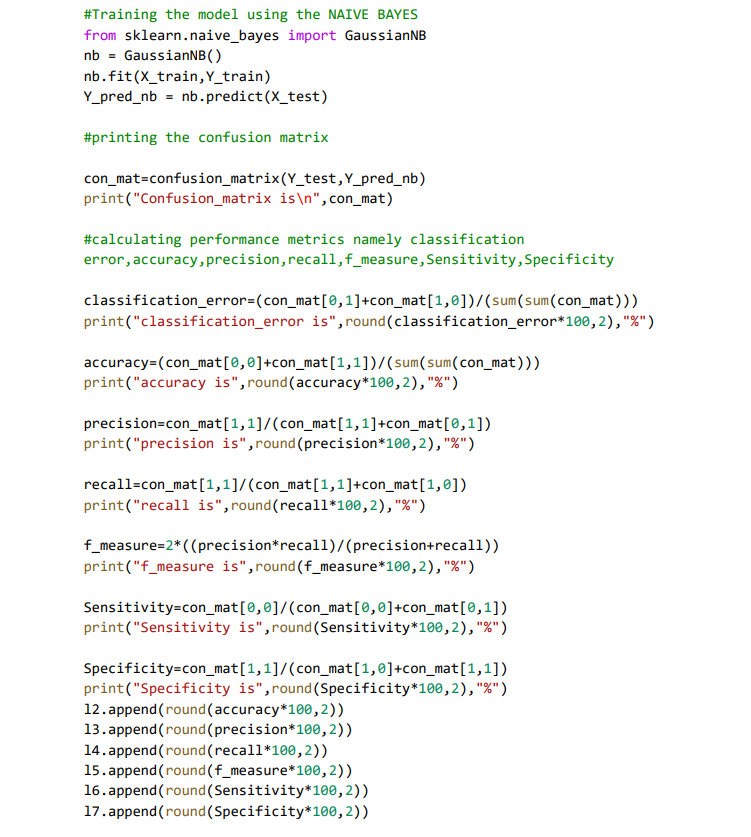 #Training the model using the NAIVE BAYES
from sklearn.naive_bayes import GaussianNB
nb = GaussianNB()
nb.fit(X_train,Y_train)
Y_pred_nb = nb.predict(X_test)
#printing the confusion matrix
con_mat=confusion_matrix(Y_test,Y_pred_nb)
print("Confusion_matrix is\n",con_mat)
#calculating performance metrics namely classification
error,accuracy,precision,recall,f_measure,Sensitivity,Specificity
classification_error=(con_mat[0,1]+con_mat[1,0])/(sum(sum(con_mat)))
print("classification_error is",round(classification_error*100,2),"%")
accuracy=(con_mat[0,0]+con_mat[1,1])/(sum(sum(con_mat)))
print("accuracy is",round(accuracy*100,2),"%")
precision=con_mat[1,1]/(con_mat[1,1]+con_mat[0,1])
print("precision is",round(precision*100,2),"%")
recall=con_mat[1,1]/(con_mat[1,1]+con_mat[1,0])
print("recall is",round(recall*100,2),"%")
f_measure=2*((precision*recall)/(precision+recall))
print("f_measure is",round(f_measure*100,2),"%")
Sensitivity=con_mat[0,0]/(con_mat[0,0]+con_mat[0,1])
print("Sensitivity is",round(Sensitivity*100,2),"%")
Specificity=con_mat[1,1]/(con_mat[1,0]+con_mat[1,1])
print("Specificity is",round(Specificity*100,2),"%")
l2.append(round(accuracy*100,2))
l3.append(round(precision*100,2))
l4.append(round(recall*100,2))
l5.append(round(f_measure*100,2))
l6.append(round(Sensitivity*100,2))
l7.append(round(Specificity*100,2))